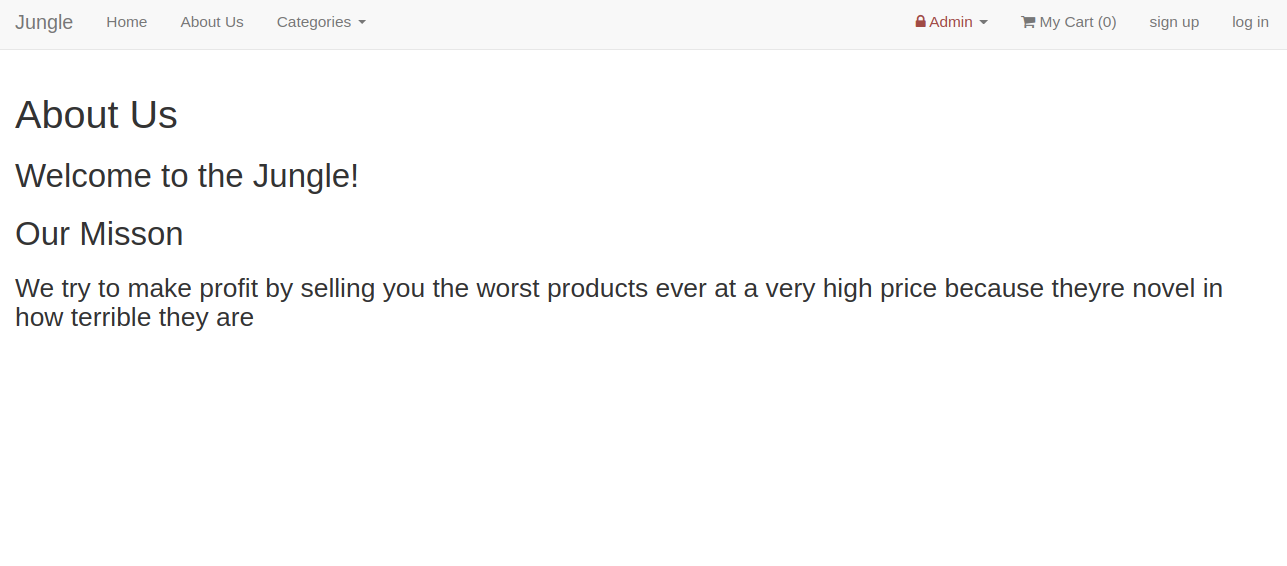 Jungle Home About Us Categories Admin My Cart (0) sign up log in
About Us
Welcome to the Jungle!
Our Misson
We try to make profit by selling you the worst products ever at a very high price because theyre novel in
how terrible they are